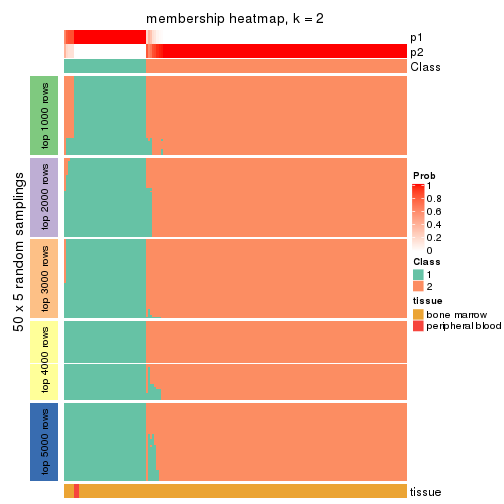 membership heatmap, k = 2
p1
p2
Class
50 x 5 random samplings
top 1000 rows
top 2000 rows
top 3000 rows
top 4000 rows
top 5000 rows
Prob
1
0.8
0.6
0.4
0.2
0
Class
1
2
tissue
bone marrow
peripheral blood
tissue